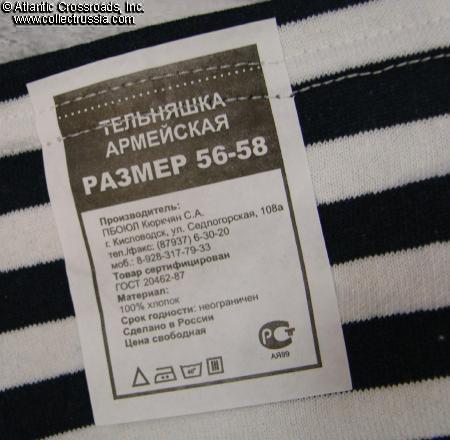 © Atlantic Crossroads, Inc.
www.collectrussia.com
ТЕЛЬНЯШКА
АРМЕЙСКАЯ
РАЗМЕР 56-58
Производитель:
ПБОЮЛ Кюркчян С.А.
г. Кисловодск, ул. Седлогорская, 108а
тел./факс: (87937) 6-30-20
моб.: 8-928-317-79-33
Товар сертифицирован
ГОСТ 20462-87
Материал:
100% хлопок
Срок годности: неограничен
Сделано в России
Цена свободная
АЯ99